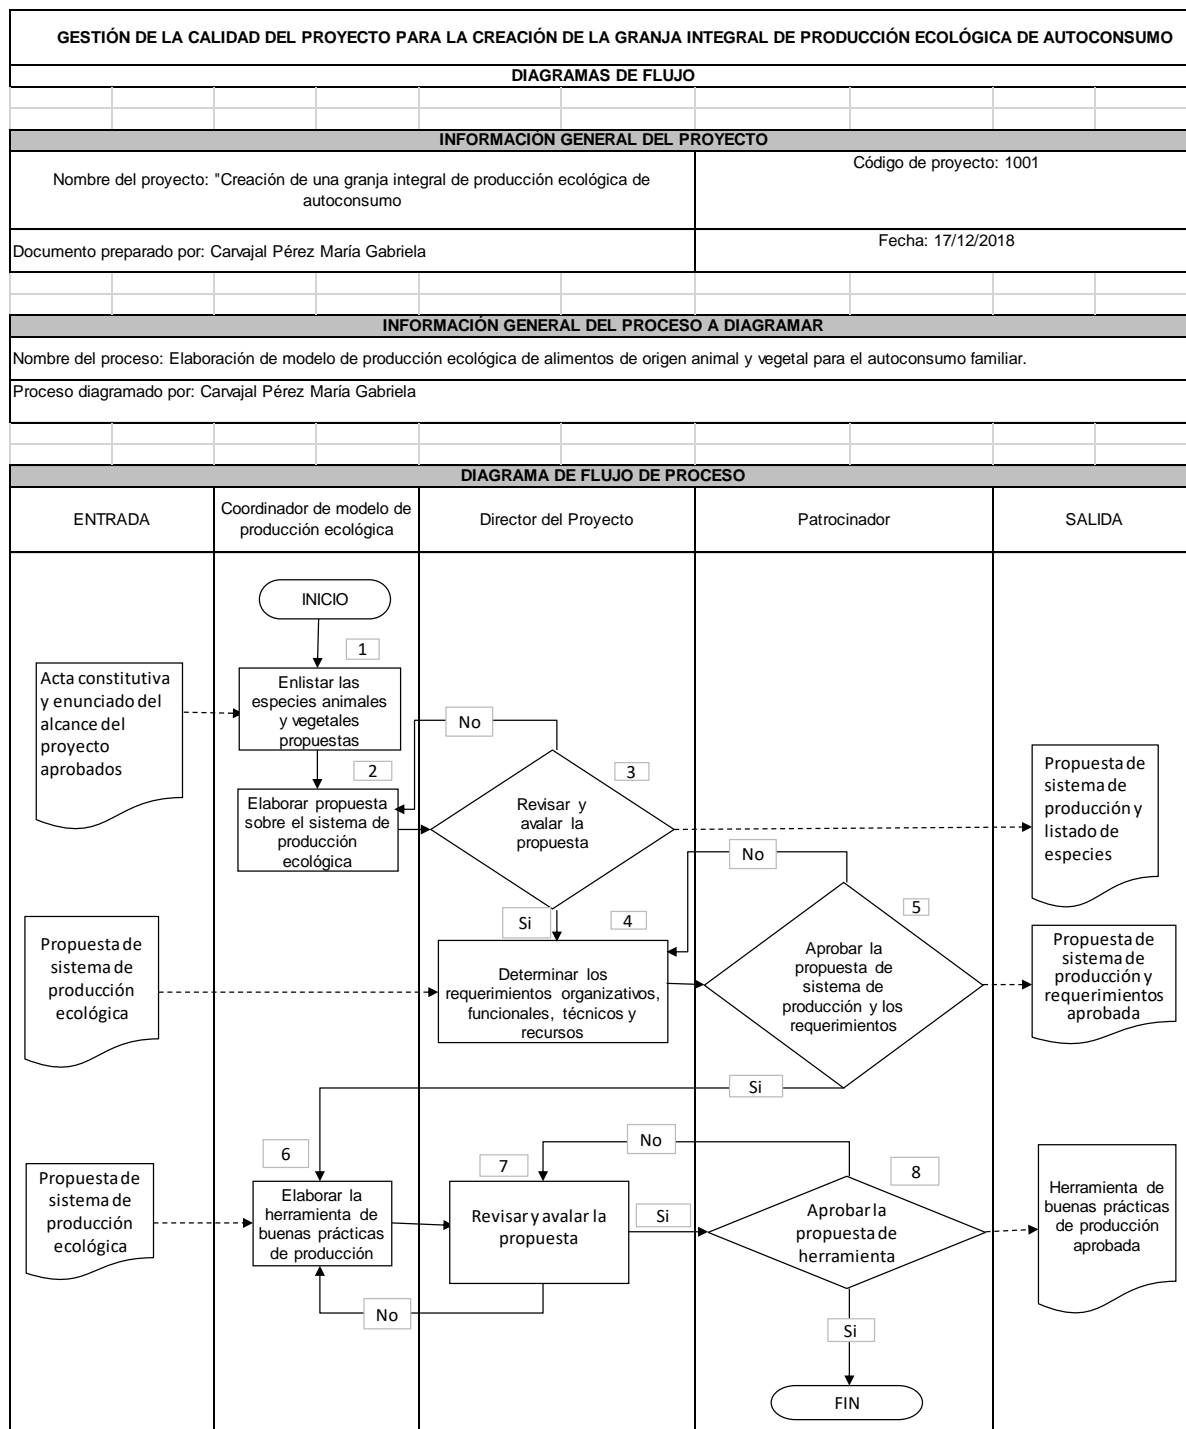 GESTIÓN DE LA CALIDAD DEL PROYECTO PARA LA CREACIÓN DE LA GRANJA INTEGRAL DE PRODUCCIÓN ECOLÓGICA DE AUTOCONSUMO
DIAGRAMAS DE FLUJO
INFORMACIÓN GENERAL DEL PROYECTO
Nombre del proyecto: "Creación de una granja integral de producción ecológica de
autoconsumo
Código de proyecto: 1001
Documento preparado por: Carvajal Pérez María Gabriela
Fecha: 17/12/2018
INFORMACIÓN GENERAL DEL PROCESO A DIAGRAMAR
Nombre del proceso: Elaboración de modelo de producción ecológica de alimentos de origen animal y vegetal para el autoconsumo familiar.
Proceso diagramado por: Carvajal Pérez María Gabriela
DIAGRAMA DE FLUJO DE PROCESO
ENTRADA
Coordinador de modelo de
producción ecológica
Director del Proyecto
Patrocinador
SALIDA
INICIO
1
Acta constitutiva
y enunciado del
alcance del
proyecto
aprobados
Enlistar las
especies animales
y vegetales
propuestas
No
2
3
Elaborar propuesta
sobre el sistema de
producción
ecológica
Revisar y
avalar la
propuesta
Propuesta de
sistema de
producción y
listado de
especies
No
Si
4
5
Propuesta de
sistema de
producción
ecológica
Determinar los
requerimientos organizativos,
funcionales, técnicos y
recursos
Aprobar la
propuesta de
sistema de
producción y los
requerimientos
Propuesta de
sistema de
producción y
requerimientos
aprobada
Si
No
6
7
8
Propuesta de
sistema de
producción
ecológica
Elaborar la
herramienta de
buenas prácticas
de producción
Revisar y avalar la
propuesta
Si
Aprobar la
propuesta de
herramienta
Herramienta de
buenas prácticas
de producción
aprobada
No
Si
FIN